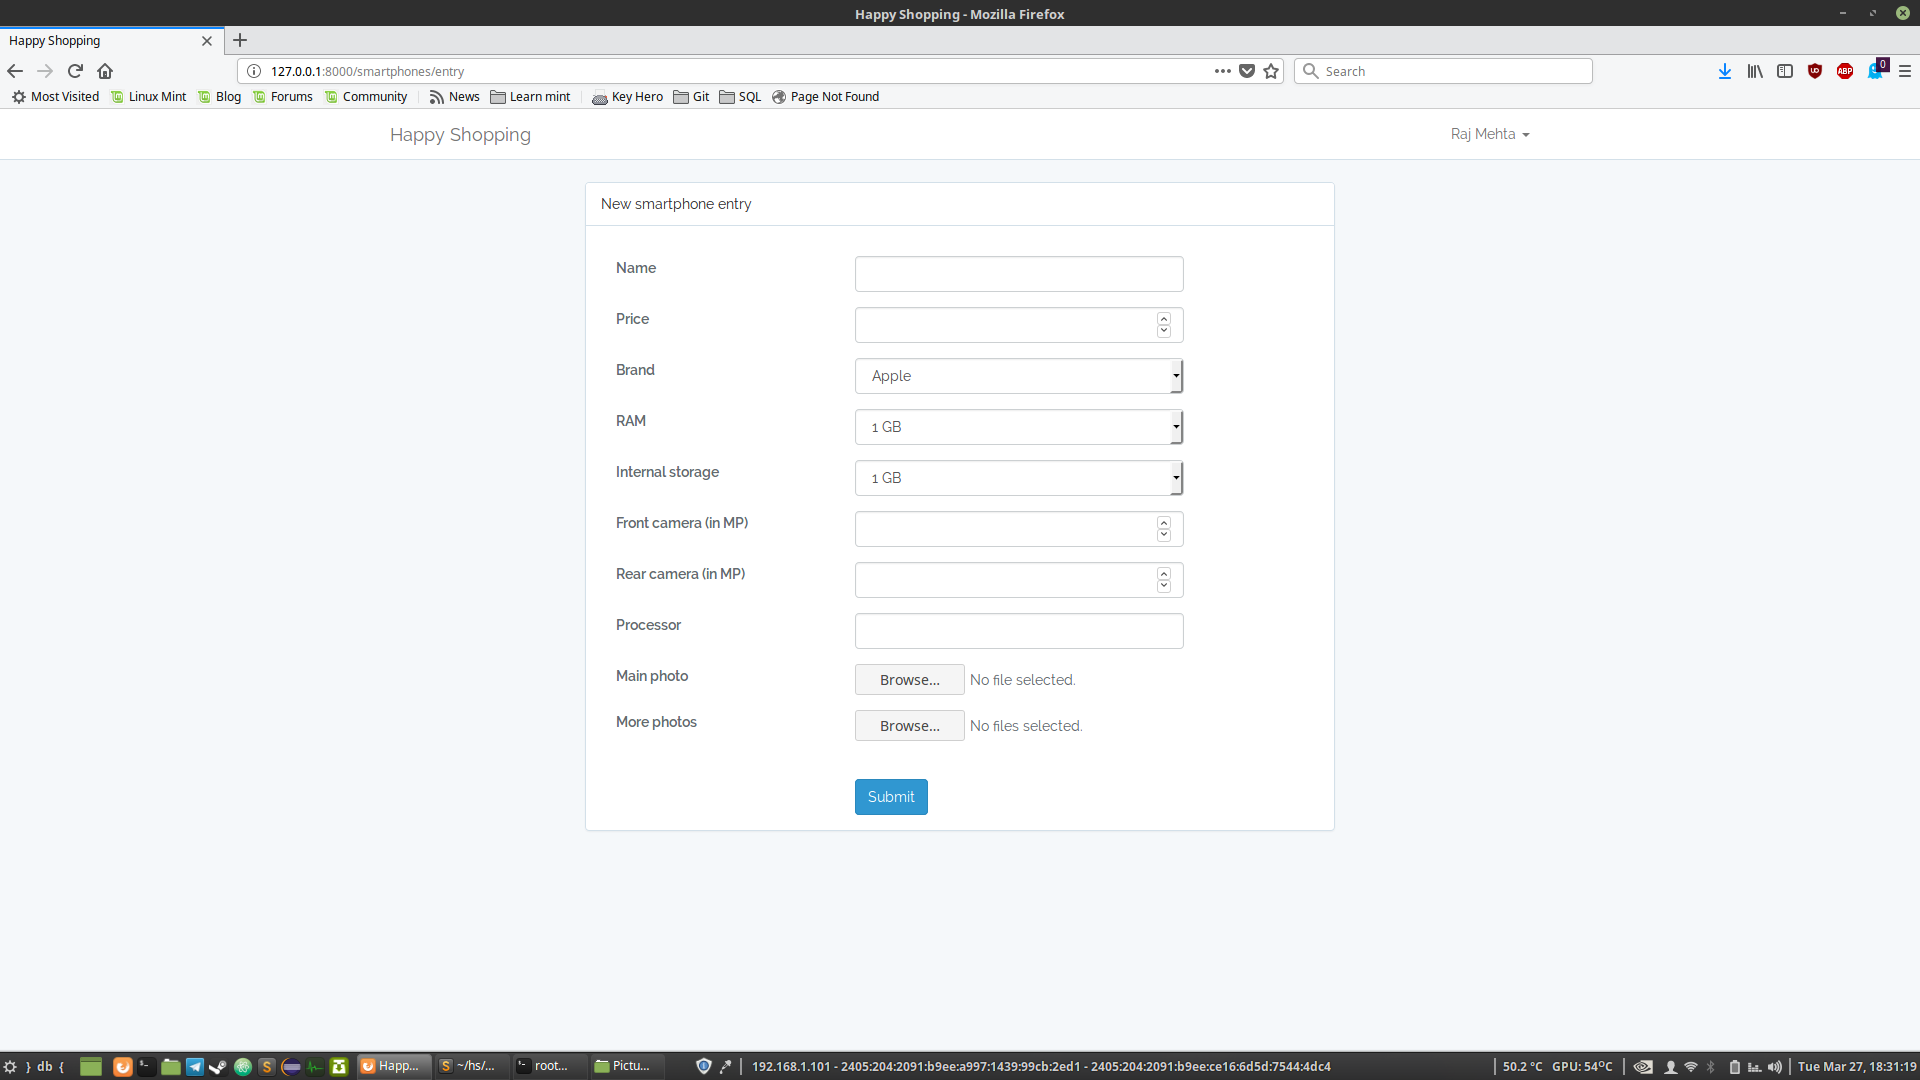 Happy Shopping - Mozilla Firefox
Happy Shopping
127.0.0.1:8000/smartphones/entry
Search
0
Most Visited Linux Mint Blog Forums Community News Learn mint Key Hero Git SQL Page Not Found
Happy Shopping
Raj Mehta
New smartphone entry
Name
Price
Brand
Apple
RAM
1 GB
Internal storage
1 GB
Front camera (in MP)
Rear camera (in MP)
Processor
Main photo
Browse... No file selected.
More photos
Browse... No files selected.
Submit
} db { Happ... ~/hs/... root... Pictu... 192.168.1.101 - 2405:204:2091:b9ee:a997:1439:99cb:2ed1 - 2405:204:2091:b9ee:ce16:6d5d:7544:4dc4 50.2 °C GPU: 54°C Tue Mar 27, 18:31:19